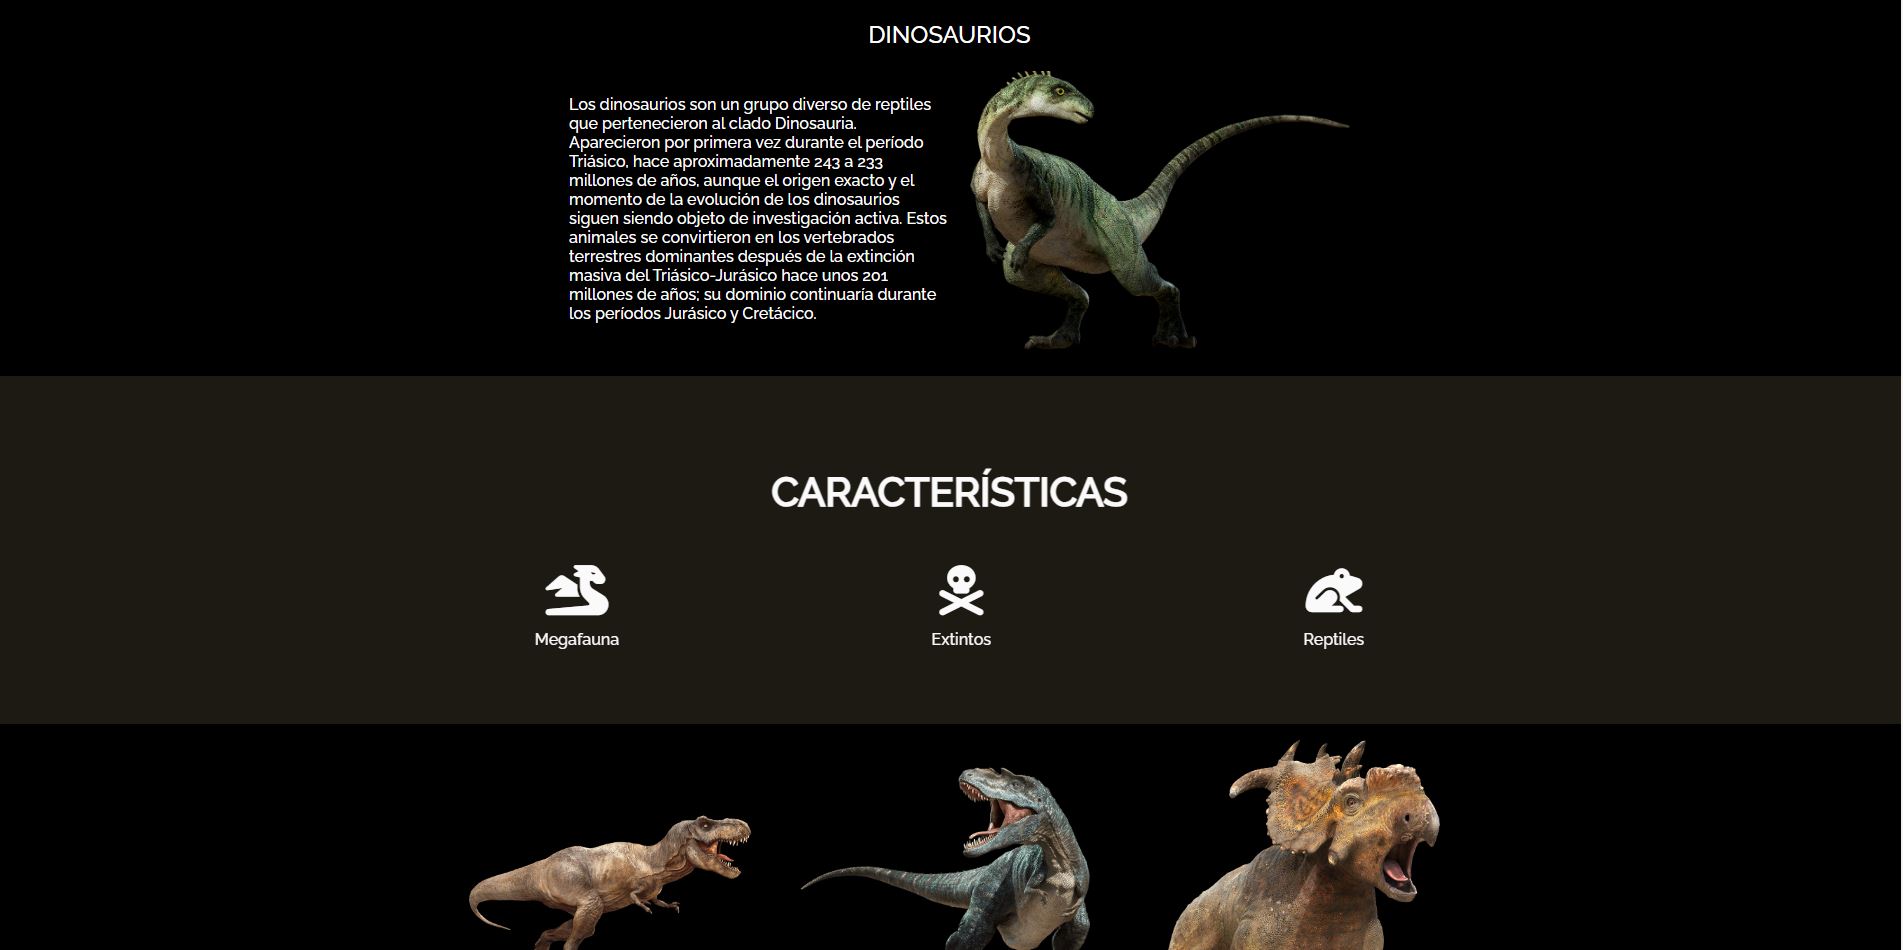 DINOSAURIOS
Los dinosaurios son un grupo diverso de reptiles
que pertenecieron al clado Dinosauria.
Aparecieron por primera vez durante el período
Triásico, hace aproximadamente 243 a 233
millones de años, aunque el origen exacto y el
momento de la evolución de los dinosaurios
siguen siendo objeto de investigación activa. Estos
animales se convirtieron en los vertebrados
terrestres dominantes después de la extinción
masiva del Triásico-Jurásico hace unos 201
millones de años; su dominio continuaría durante
los períodos Jurásico y Cretácico.
CARACTERÍSTICAS
Megafauna
Extintos
Reptiles